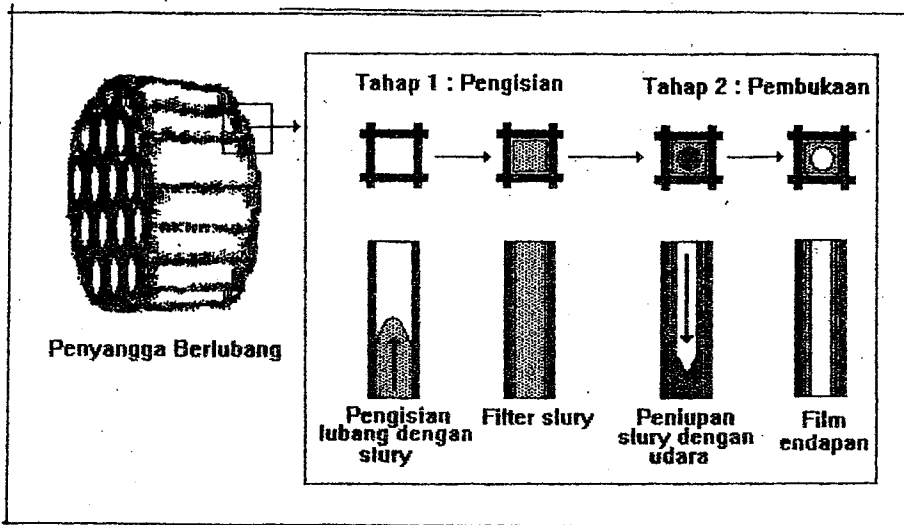 Tahap 1 : Pengisian
Tahap 2 : Pembukaan
Penyangga Berlubang
Pengisian
lubang dengan
slury
Filter slury
Peniupan
slury dengan
udara
Film
endapan